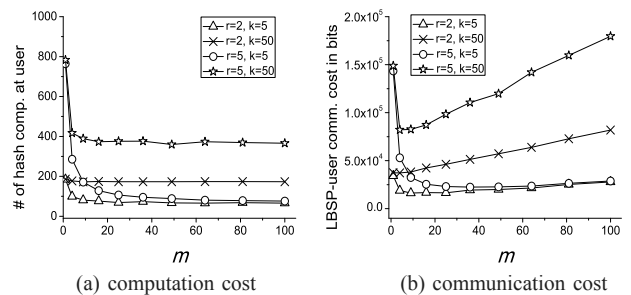 # of hash comp. at user
1000
800
600
400
200
0
r=2, k=5
r=2, k=50
r=5, k=5
r=5, k=50
0 20 40 60 80 100
m
(a) computation cost
LBSP-user comm. cost in bits
2.0x10^5
1.5x10^5
1.0x10^5
5.0x10^4
0.0
r=2, k=5
r=2, k=50
r=5, k=5
r=5, k=50
0 20 40 60 80 100
m
(b) communication cost